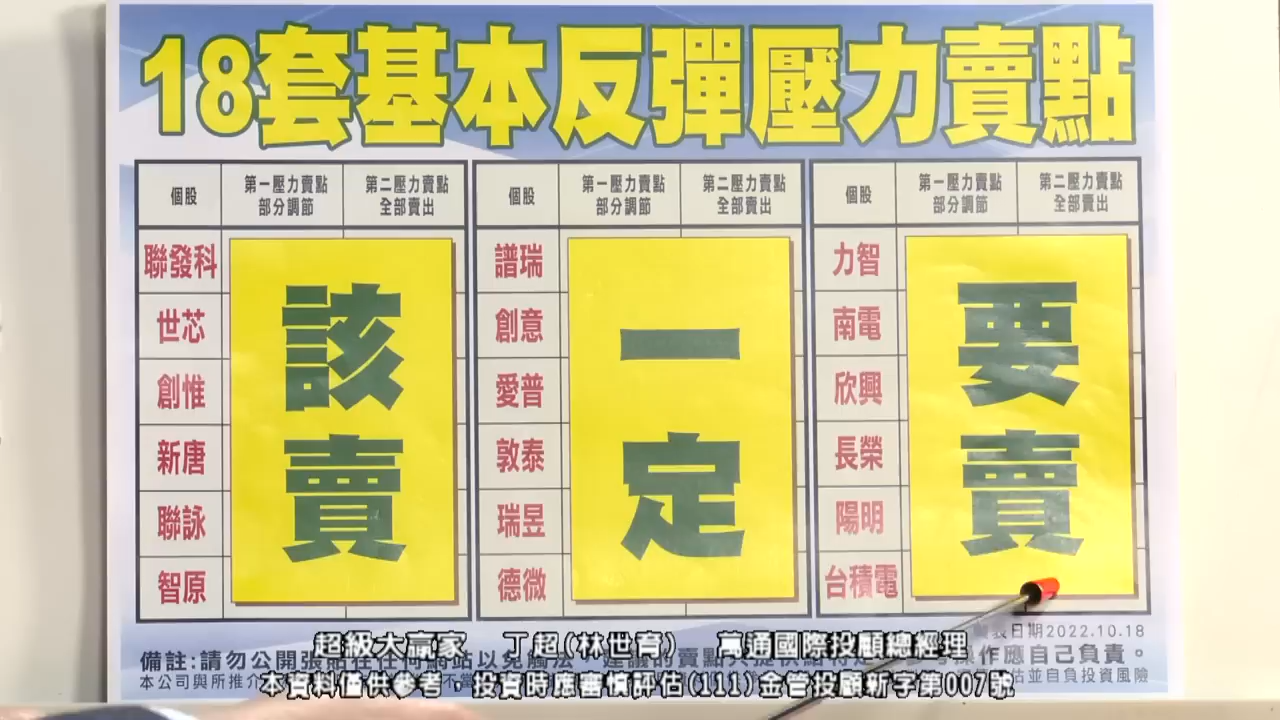 18套基本反彈壓力賣點
個股 第一壓力賣點 部分調節 第二壓力賣點 全部賣出
聯發科
世芯
創惟
新唐
聯詠
智原
該賣
個股 第一壓力賣點 部分調節 第二壓力賣點 全部賣出
譜瑞
創意
愛普
敦泰
瑞昱
德微
一定
個股 第一壓力賣點 部分調節 第二壓力賣點 全部賣出
力智
南電
欣興
長榮
陽明
台積電
要賣
表日期2022.10.18
超級大贏家 丁超(林世育) 萬通國際投顧總經理
備註:請勿公開張貼在任何網站以免觸法
操作應自己負責。
本公司與所推介
並自負投資風險
本資料僅供參考,投資時應審慎評估(111)金管投顧新字第007號